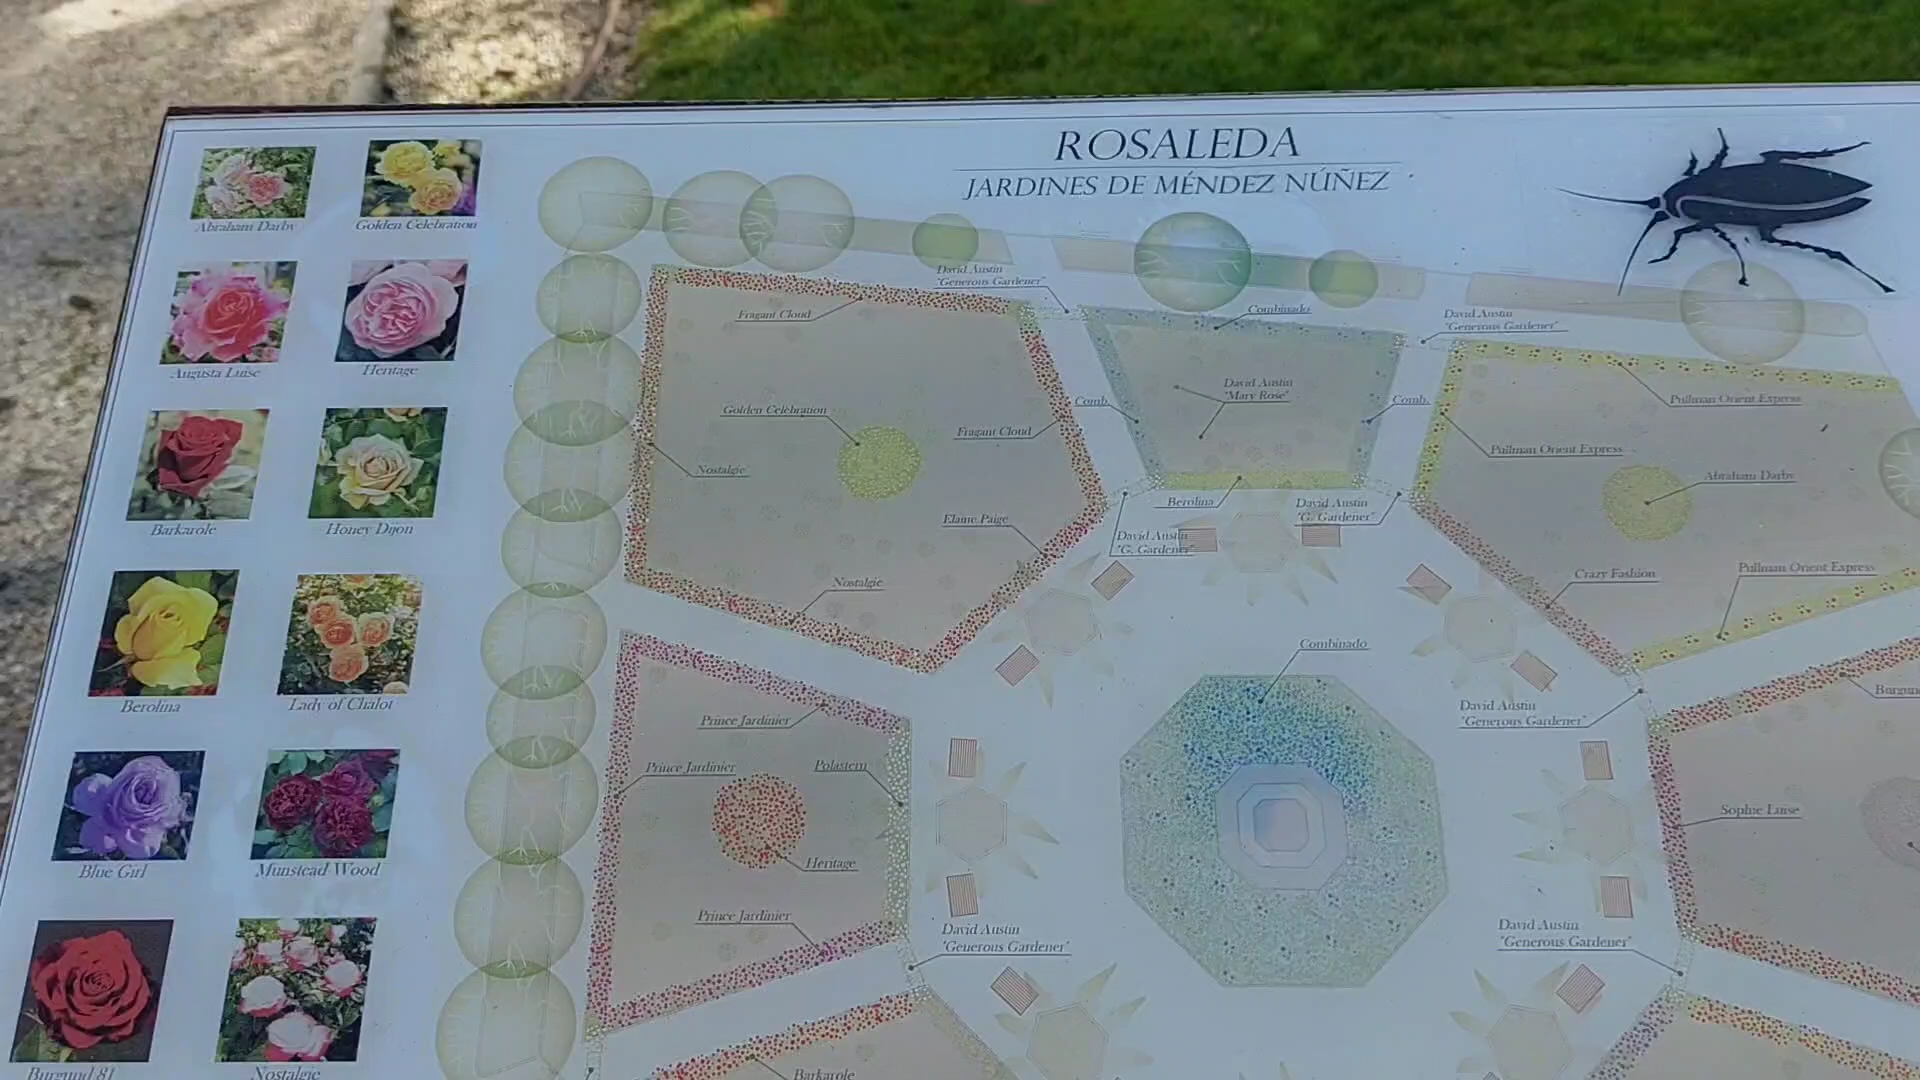 ROSALEDA
JARDINES DE MÉNDEZ NÚÑEZ
Abraham Darby
Golden Celebration
Augusta Luise
Heritage
Barkarole
Honey Dijon
Berolina
Lady of Chalot
Blue Girl
Munstead Wood
Burgund 81
Nostalgie
David Austin
"Generous Gardener"
Fragant Cloud
Combinado
David Austin
"Generous Gardener"
David Austin
"Mary Rose"
Comb.
Comb.
Pullman Orient Express
Golden Celebration
Fragant Cloud
Pullman Orient Express
Nostalgie
Abraham Darby
Berolina
David Austin
"G. Gardener"
Elaine Paige
David Austin
"G. Gardener"
Nostalgie
Crazy Fashion
Pullman Orient Express
Combinado
Prince Jardinier
David Austin
"Generous Gardener"
Prince Jardinier
Polastern
Sophie Luise
Heritage
Prince Jardinier
David Austin
"Generous Gardener"
David Austin
"Generous Gardener"
Barkarole